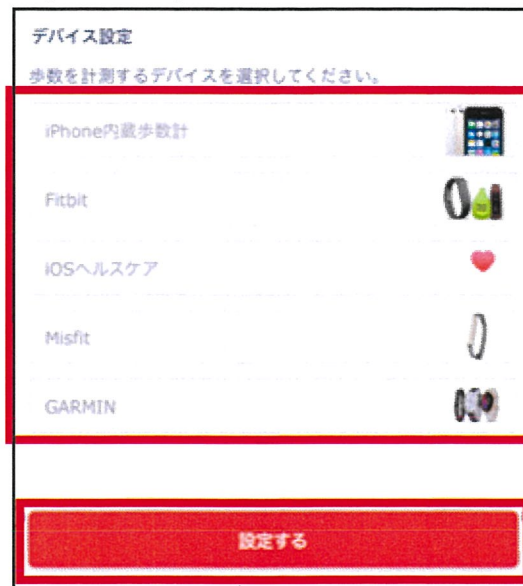 デバイス設定
歩数を計測するデバイスを選択してください。
iPhone内蔵歩数計
Fitbit
iOSヘルスケア
Misfit
GARMIN
設定する